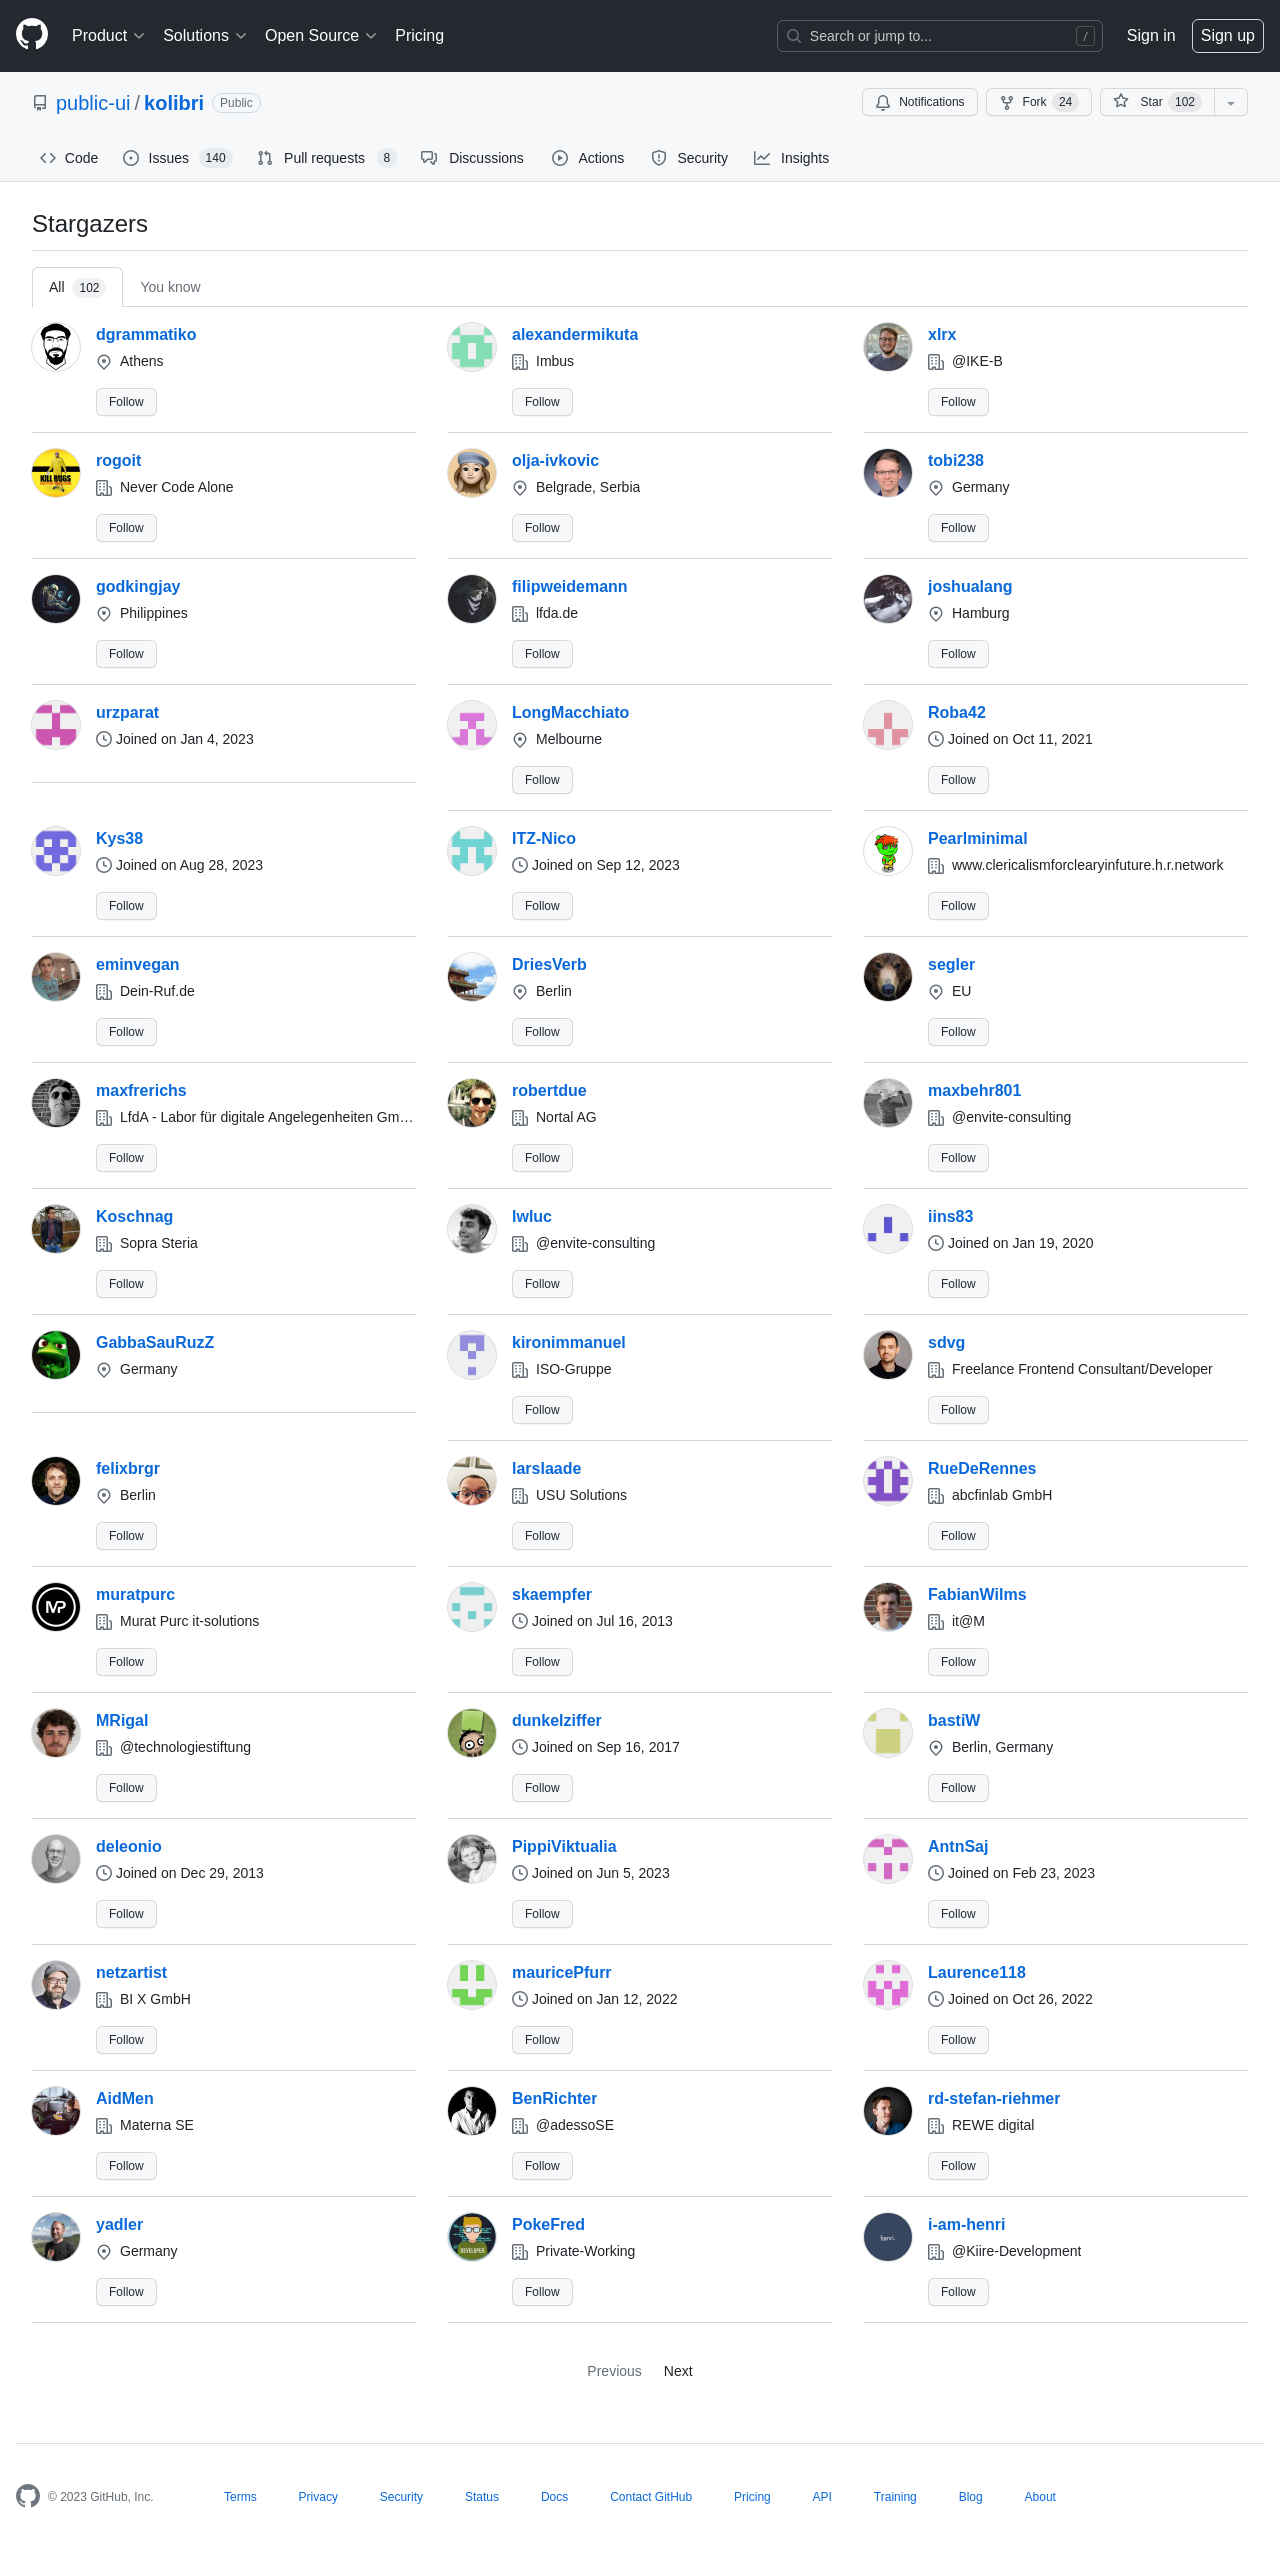 Product Solutions Open Source Pricing Search or jump to... / Sign in Sign up
public-ui / kolibri Public Notifications Fork 24 Star 102
Code Issues 140 Pull requests 8 Discussions Actions Security Insights
Stargazers
All 102 You know
dgrammatiko alexandermikuta xlrx
Athens Imbus @IKE-B
Follow Follow Follow
rogoit olja-ivkovic tobi238
KILL BUGS
Never Code Alone Belgrade, Serbia Germany
Follow Follow Follow
godkingjay filipweidemann joshualang
Philippines lfda.de Hamburg
Follow Follow Follow
urzparat LongMacchiato Roba42
Joined on Jan 4, 2023 Melbourne Joined on Oct 11, 2021
Follow Follow
Kys38 ITZ-Nico Pearlminimal
Joined on Aug 28, 2023 Joined on Sep 12, 2023 www.clericalismforclearyinfuture.h.r.network
Follow Follow Follow
eminvegan DriesVerb segler
Dein-Ruf.de Berlin EU
Follow Follow Follow
maxfrerichs robertdue maxbehr801
LfdA - Labor für digitale Angelegenheiten Gm… Nortal AG @envite-consulting
Follow Follow Follow
Koschnag lwluc iins83
Sopra Steria @envite-consulting Joined on Jan 19, 2020
Follow Follow Follow
GabbaSauRuzZ kironimmanuel sdvg
Germany ISO-Gruppe Freelance Frontend Consultant/Developer
Follow Follow
felixbrgr larslaade RueDeRennes
Berlin USU Solutions abcfinlab GmbH
Follow Follow Follow
muratpurc skaempfer FabianWilms
MP
Murat Purc it-solutions Joined on Jul 16, 2013 it@M
Follow Follow Follow
MRigal dunkelziffer bastiW
@technologiestiftung Joined on Sep 16, 2017 Berlin, Germany
Follow Follow Follow
deleonio PippiViktualia AntnSaj
Joined on Dec 29, 2013 Joined on Jun 5, 2023 Joined on Feb 23, 2023
Follow Follow Follow
netzartist mauricePfurr Laurence118
BI X GmbH Joined on Jan 12, 2022 Joined on Oct 26, 2022
Follow Follow Follow
AidMen BenRichter rd-stefan-riehmer
Materna SE @adessoSE REWE digital
Follow Follow Follow
yadler PokeFred i-am-henri
DEVELOPER henri.
Germany Private-Working @Kiire-Development
Follow Follow Follow
Previous Next
© 2023 GitHub, Inc. Terms Privacy Security Status Docs Contact GitHub Pricing API Training Blog About